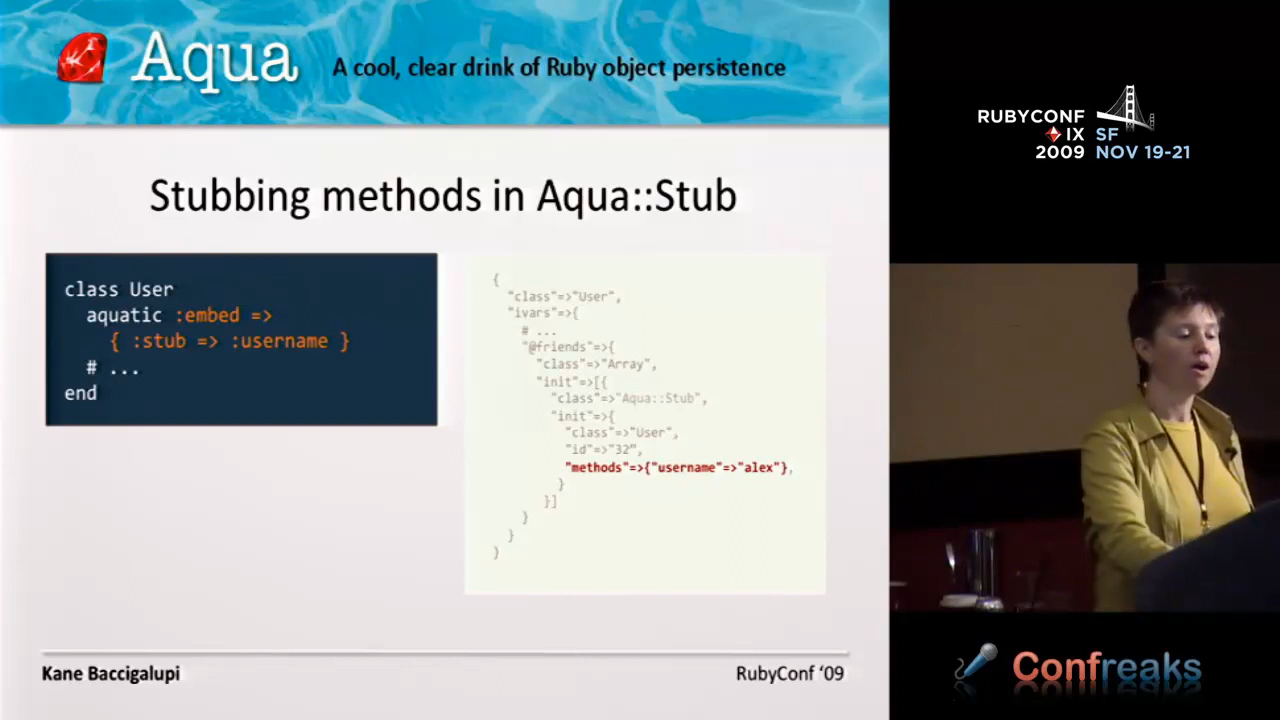 Aqua
A cool, clear drink of Ruby object persistence
Stubbing methods in Aqua::Stub
class User
  aquatic :embed =>
    { :stub => :username }
  # ...
end
{
  "class"=>"User",
  "ivars"=>{
    # ...
    "@friends"=>{
      "class"=>"Array",
      "init"=>[{
        "class"=>"Aqua::Stub",
        "init"=>{
          "class"=>"User",
          "id"=>"32",
          "methods"=>{"username"=>"alex"},
        }
      }]
    }
  }
}
Kane Baccigalupi
RubyConf ‘09
RUBYCONF
IX
2009
SF
NOV 19-21
Confreaks